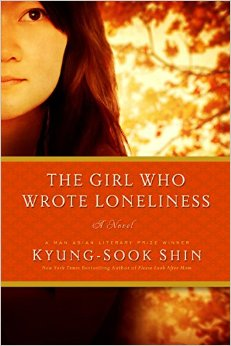 THE GIRL WHO
WROTE LONELINESS
A Novel
A MAN ASIAN LITERARY PRIZE WINNER
KYUNG-SOOK SHIN
New York Times Bestselling Author of Please Look After Mom